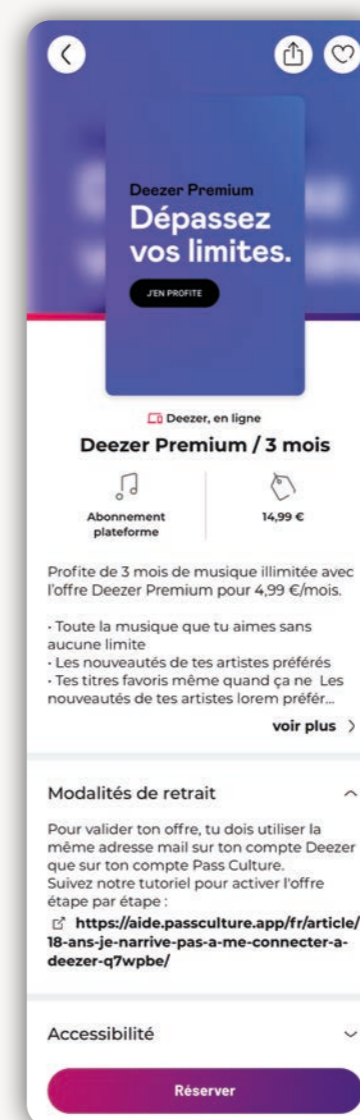 Deezer Premium
Dépassez
vos limites.
J'EN PROFITE
Deezer, en ligne
Deezer Premium / 3 mois
Abonnement
plateforme
14,99 €
Profite de 3 mois de musique illimitée avec
l'offre Deezer Premium pour 4,99 €/mois.
· Toute la musique que tu aimes sans
aucune limite
· Les nouveautés de tes artistes préférés
· Tes titres favoris même quand ça ne Les
nouveautés de tes artistes lorem préfér...
voir plus
Modalités de retrait
Pour valider ton offre, tu dois utiliser la
même adresse mail sur ton compte Deezer
que sur ton compte Pass Culture.
Suivez notre tutoriel pour activer l'offre
étape par étape :
https://aide.passculture.app/fr/article/
18-ans-je-narrive-pas-a-me-connecter-a-
deezer-q7wpbe/
Accessibilité
Réserver